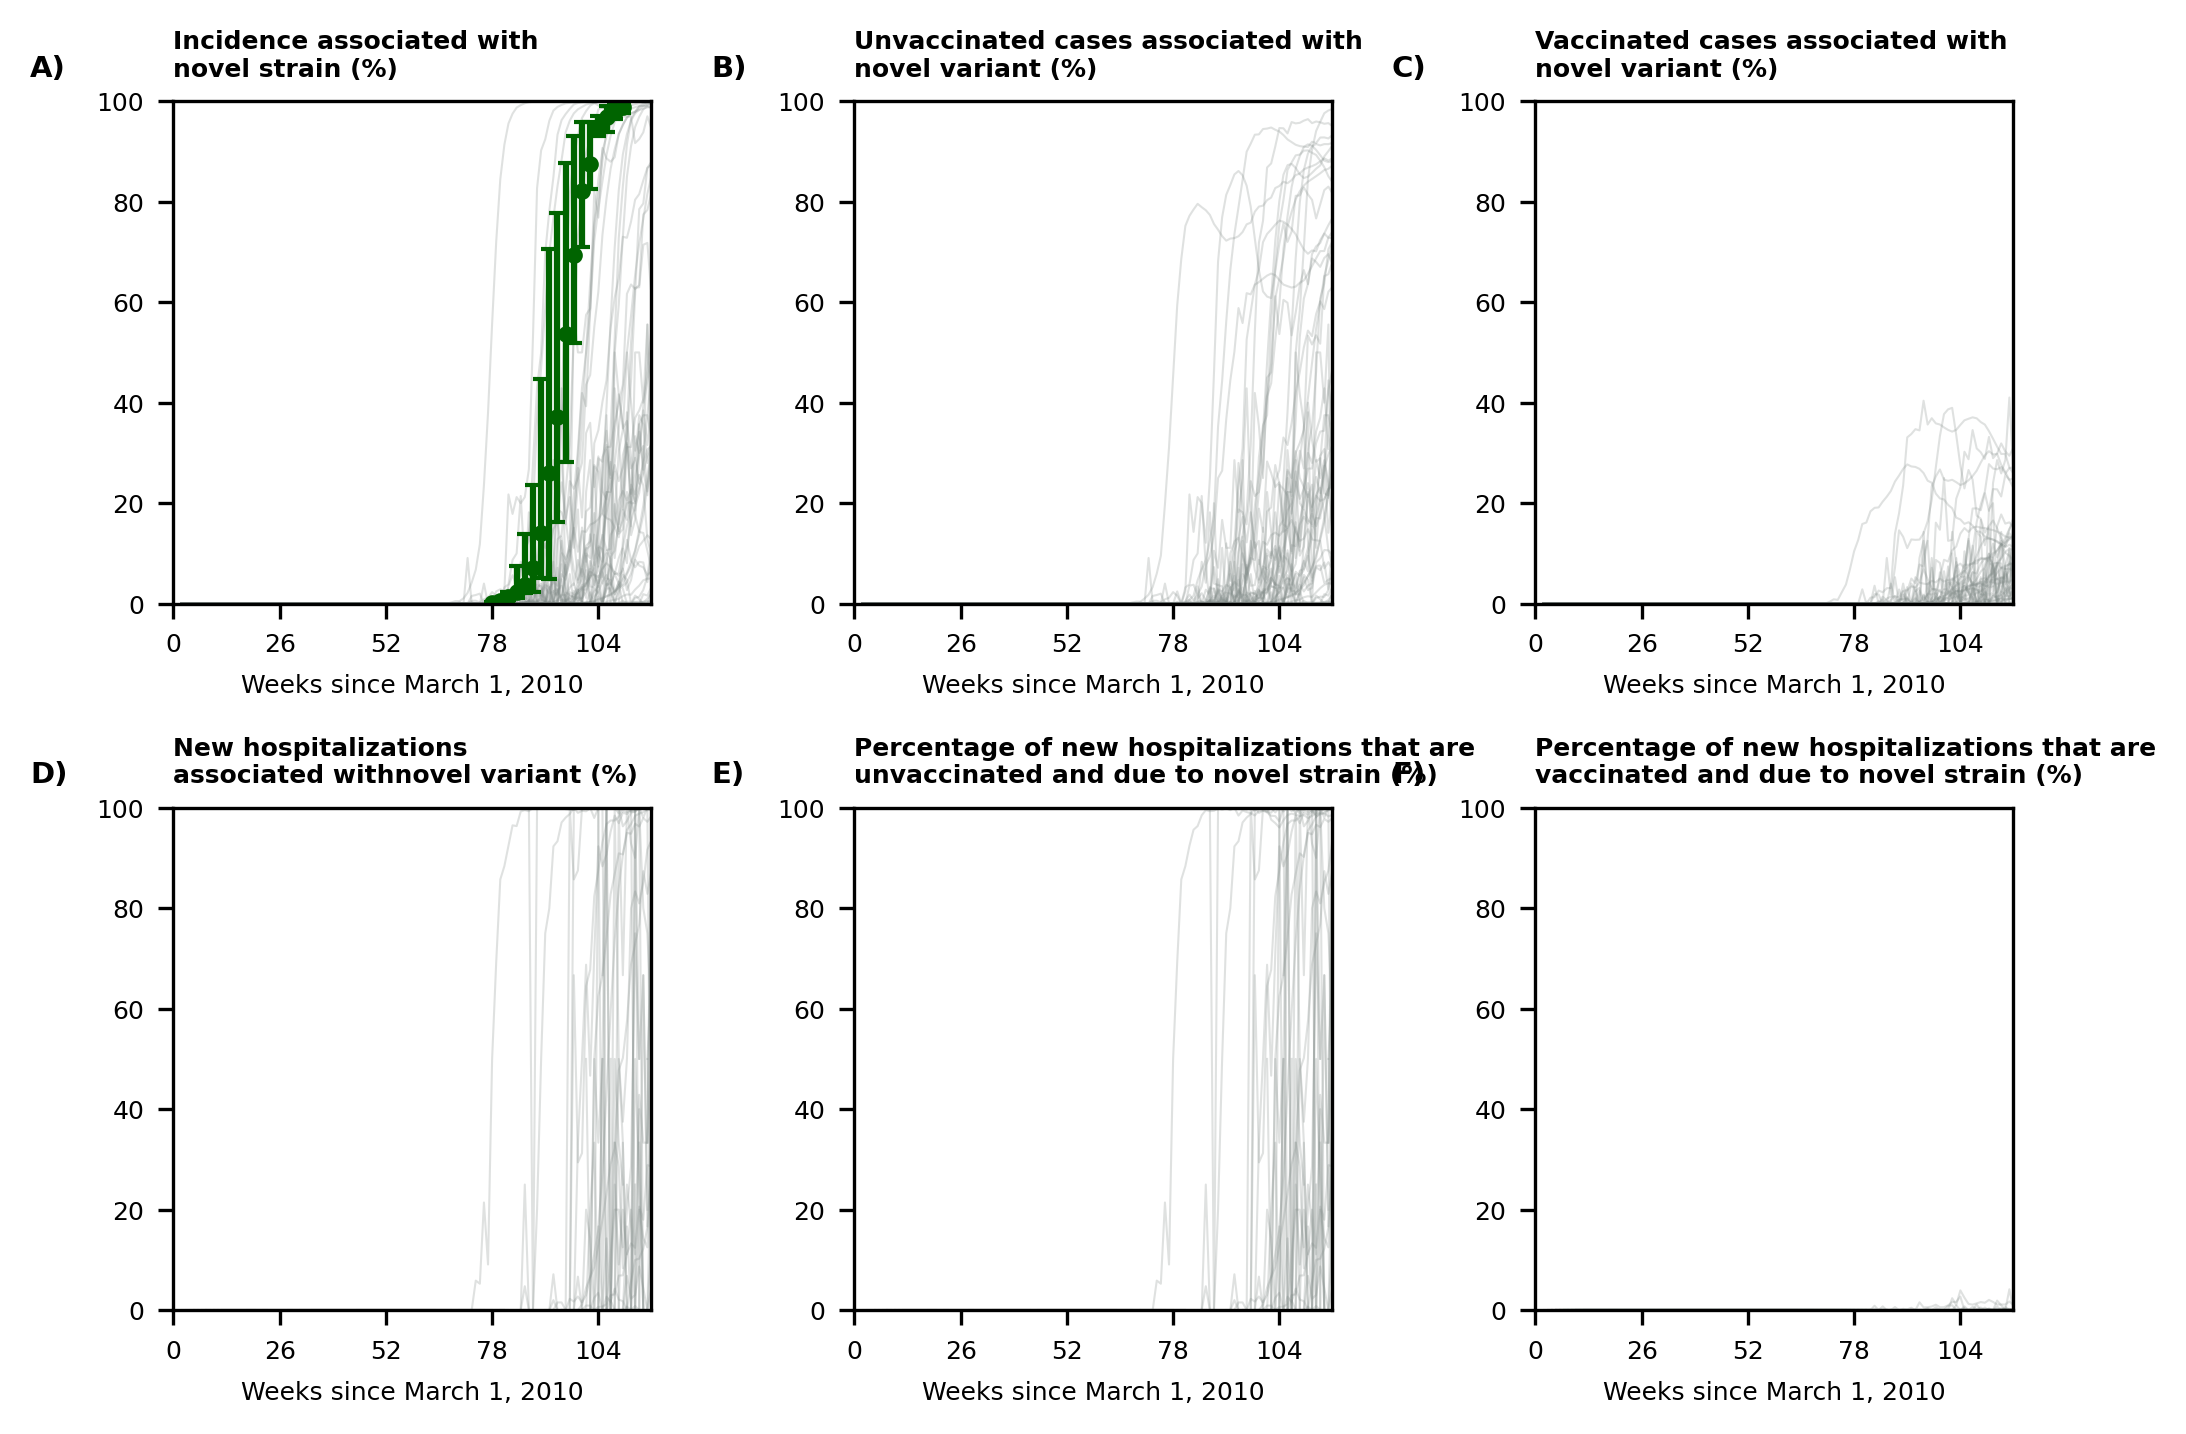 A)
Incidence associated with
novel strain (%)
100
80
60
40
20
0
0 26 52 78 104
Weeks since March 1, 2010
B)
Unvaccinated cases associated with
novel variant (%)
100
80
60
40
20
0
0 26 52 78 104
Weeks since March 1, 2010
C)
Vaccinated cases associated with
novel variant (%)
100
80
60
40
20
0
0 26 52 78 104
Weeks since March 1, 2010
D)
New hospitalizations
associated withnovel variant (%)
100
80
60
40
20
0
0 26 52 78 104
Weeks since March 1, 2010
E)
Percentage of new hospitalizations that are
unvaccinated and due to novel strain (%)
100
80
60
40
20
0
0 26 52 78 104
Weeks since March 1, 2010
F)
Percentage of new hospitalizations that are
vaccinated and due to novel strain (%)
100
80
60
40
20
0
0 26 52 78 104
Weeks since March 1, 2010